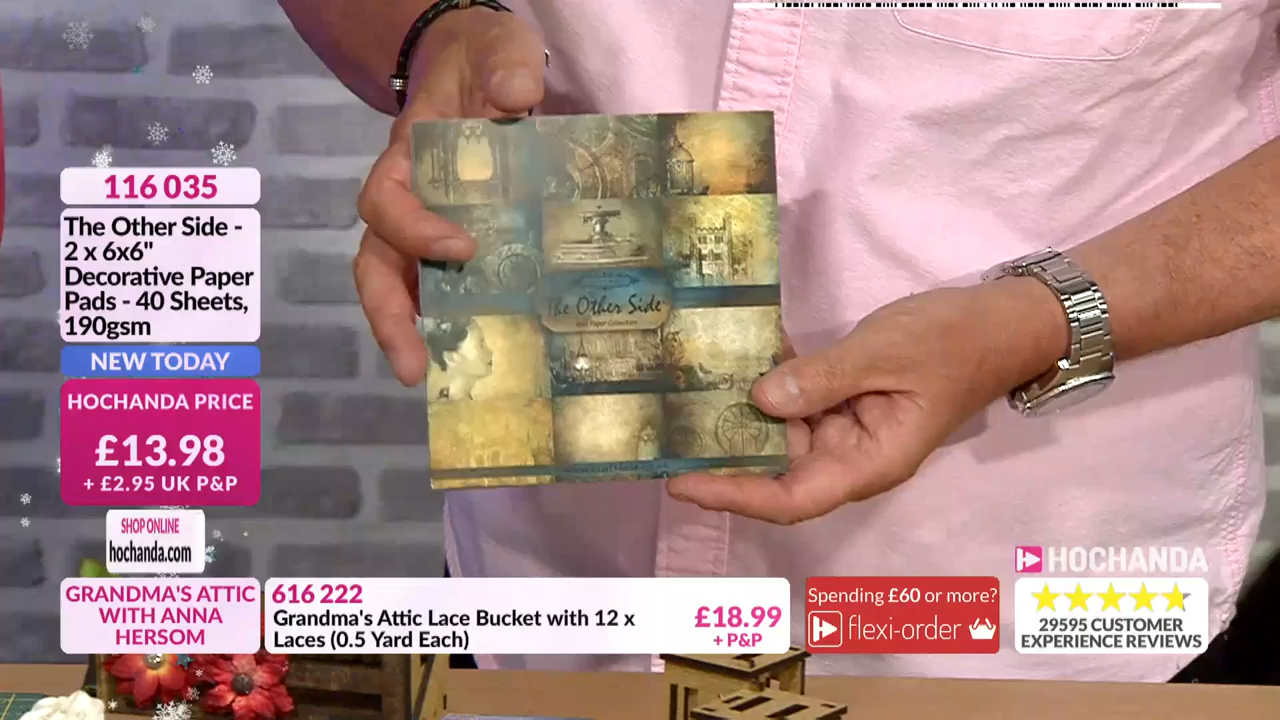 116 035
The Other Side -
2 x 6x6"
Decorative Paper
Pads - 40 Sheets,
190gsm
NEW TODAY
HOCHANDA PRICE
£13.98
+ £2.95 UK P&P
SHOP ONLINE
hochanda.com
GRANDMA'S ATTIC
WITH ANNA
HERSOM
616 222
Grandma's Attic Lace Bucket with 12 x
Laces (0.5 Yard Each)
£18.99
+ P&P
Spending £60 or more?
flexi-order
HOCHANDA
29595 CUSTOMER
EXPERIENCE REVIEWS
The Other Side
Paper Collection